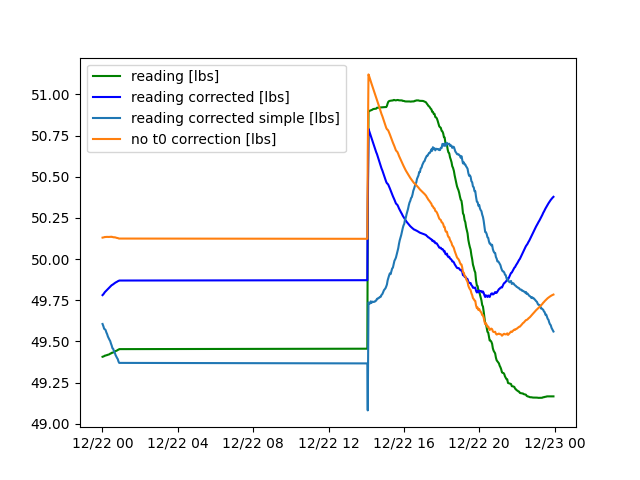 reading [lbs]
reading corrected [lbs]
reading corrected simple [lbs]
no t0 correction [lbs]
51.00
50.75
50.50
50.25
50.00
49.75
49.50
49.25
49.00
12/22 00 12/22 04 12/22 08 12/22 12 12/22 16 12/22 20 12/23 00